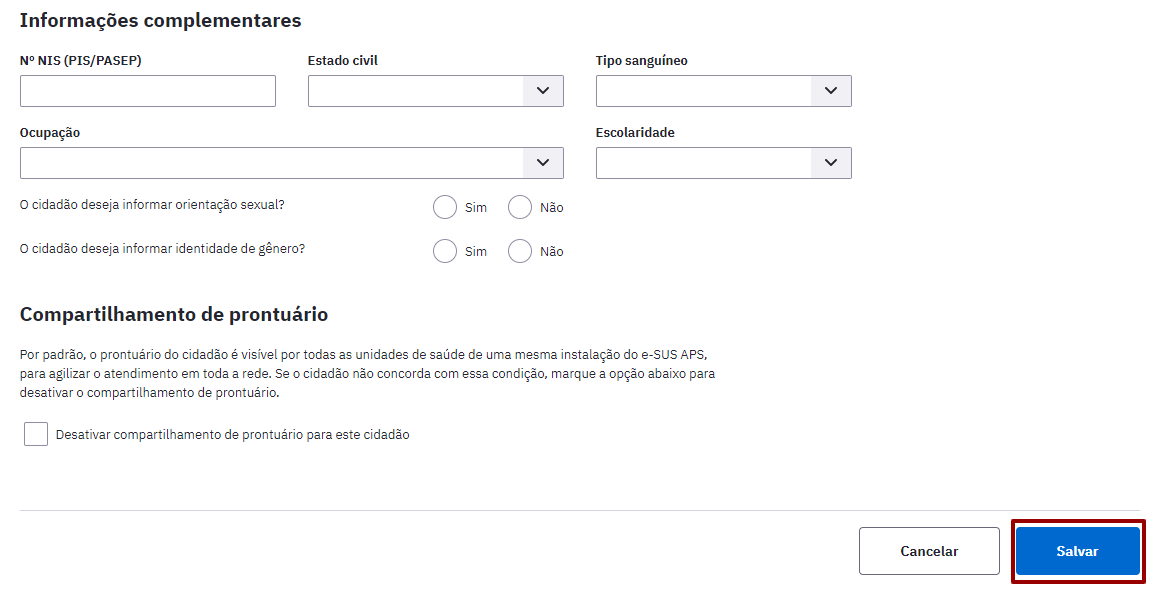 Informações complementares
Nº NIS (PIS/PASEP) Estado civil Tipo sanguíneo
Ocupação Escolaridade
O cidadão deseja informar orientação sexual? Sim Não
O cidadão deseja informar identidade de gênero? Sim Não
Compartilhamento de prontuário
Por padrão, o prontuário do cidadão é visível por todas as unidades de saúde de uma mesma instalação do e-SUS APS,
para agilizar o atendimento em toda a rede. Se o cidadão não concorda com essa condição, marque a opção abaixo para
desativar o compartilhamento de prontuário.
Desativar compartilhamento de prontuário para este cidadão
Cancelar Salvar